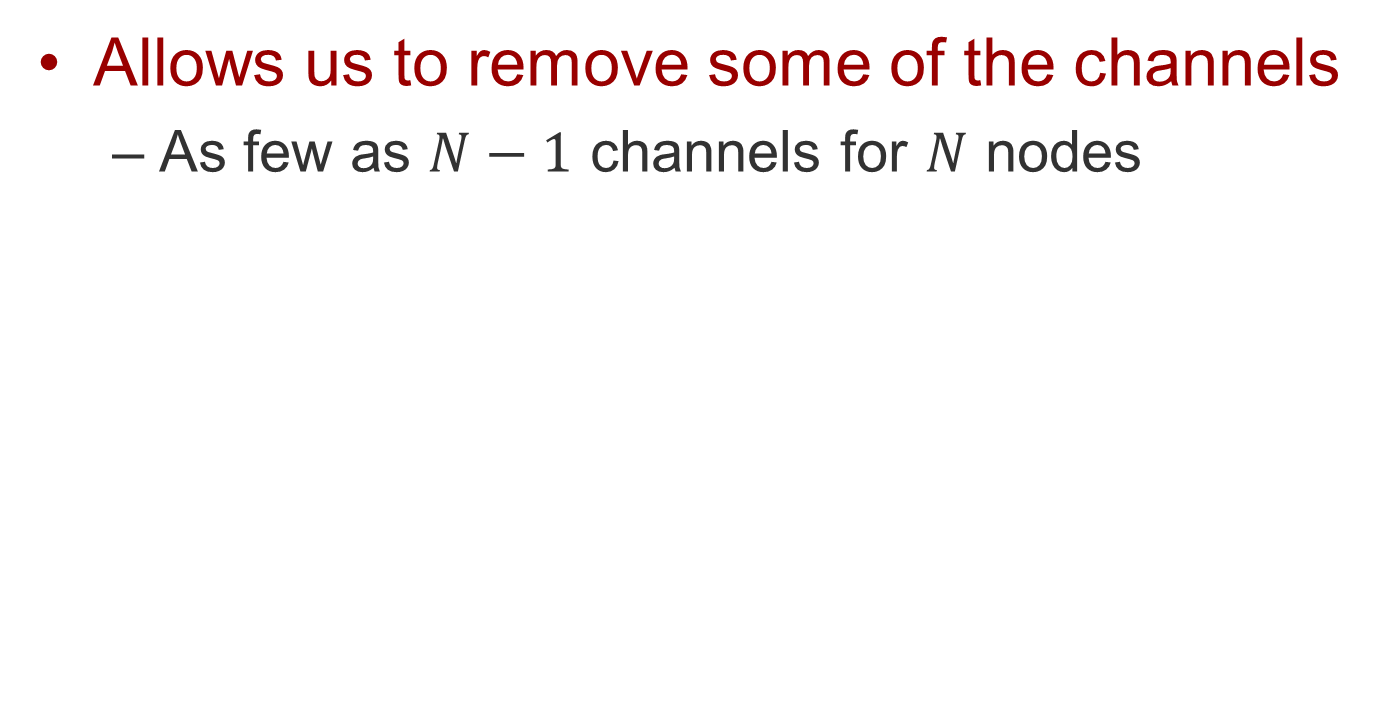 • Allows us to remove some of the channels
– As few as N − 1 channels for N nodes